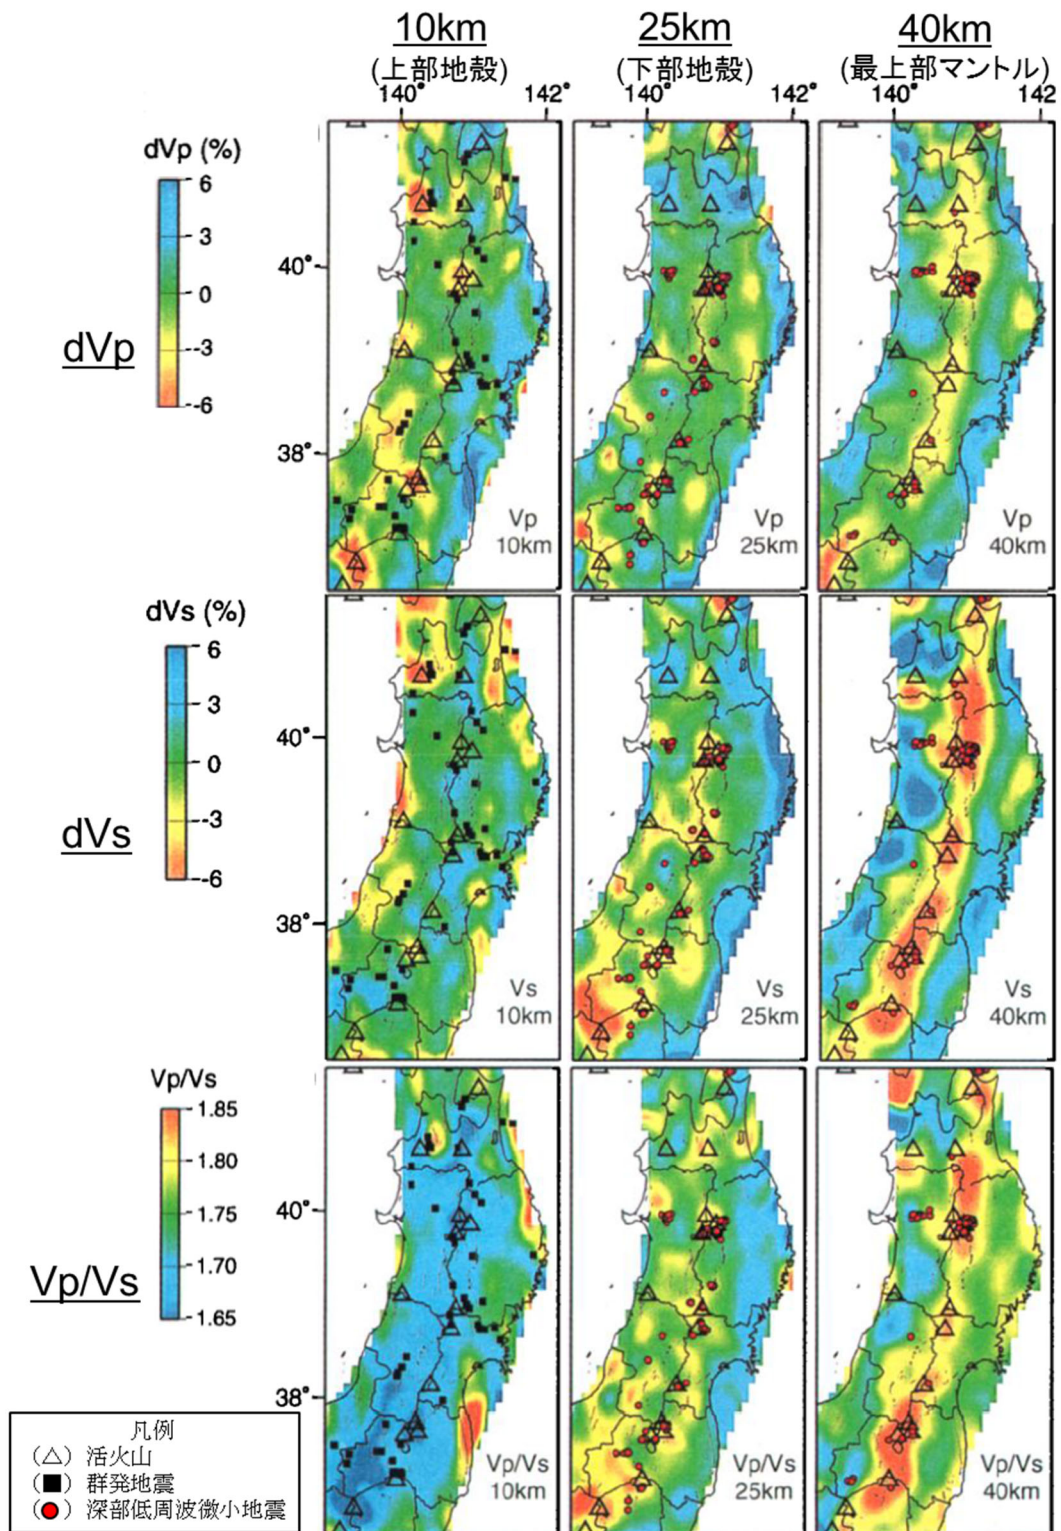 10km 25km 40km
(上部地殻) (下部地殻) (最上部マントル)
140° 142° 140° 142° 140° 142
dVp (%)
6
3
0
-3
-6
dVp
40°
38°
Vp
10km
Vp
25km
Vp
40km
dVs (%)
6
3
0
-3
-6
dVs
40°
38°
Vs
10km
Vs
25km
Vs
40km
Vp/Vs
1.85
1.80
1.75
1.70
1.65
Vp/Vs
40°
38°
Vp/Vs
10km
Vp/Vs
25km
Vp/Vs
40km
凡例
(△) 活火山
(■) 群発地震
(●) 深部低周波微小地震